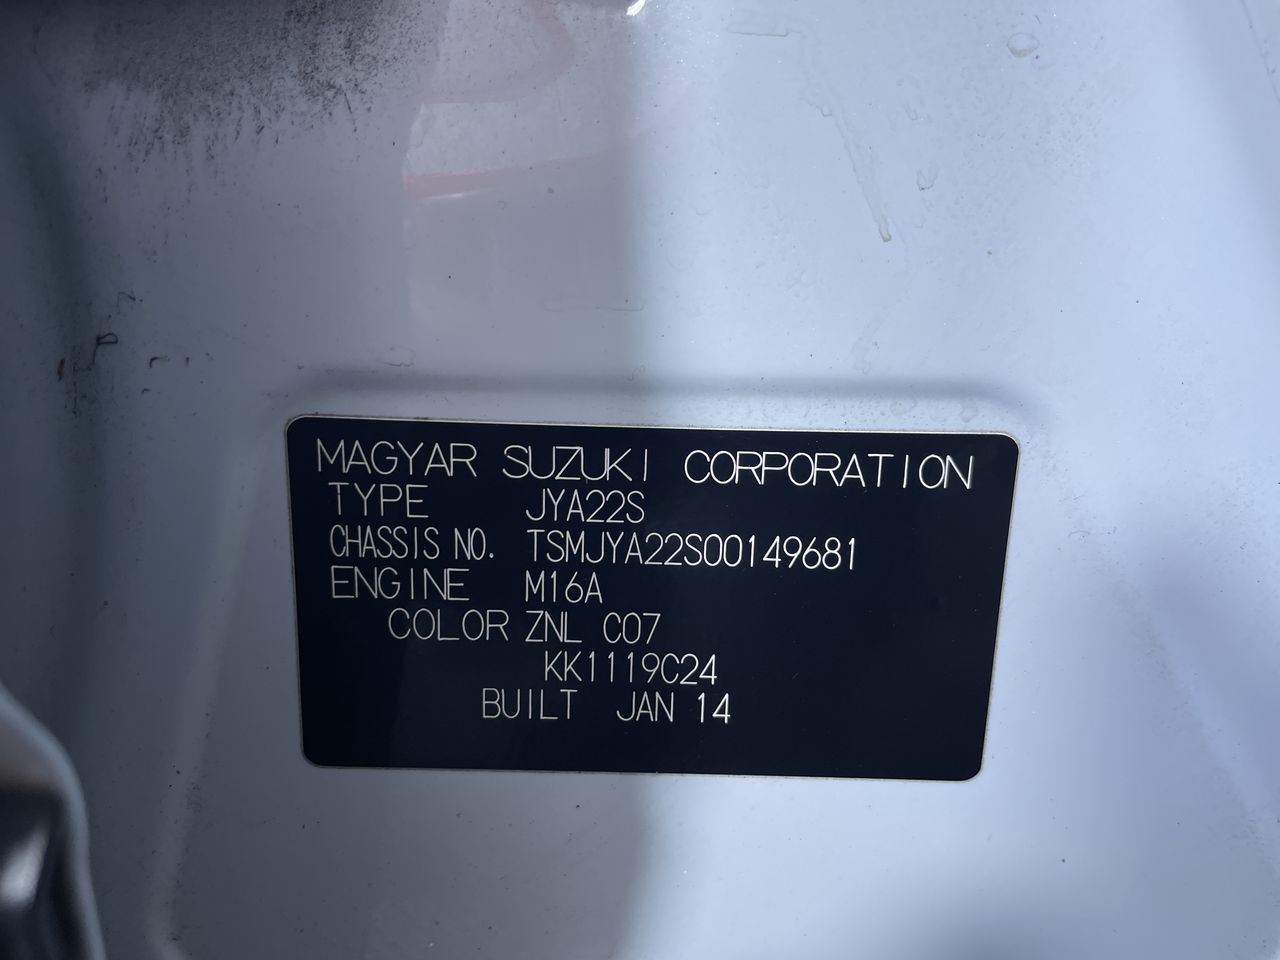 MAGYAR SUZUKI CORPORATION
TYPE JYA22S
CHASSIS NO. TSMJYA22S00149681
ENGINE M16A
COLOR ZNL C07
KK1119C24
BUILT JAN 14